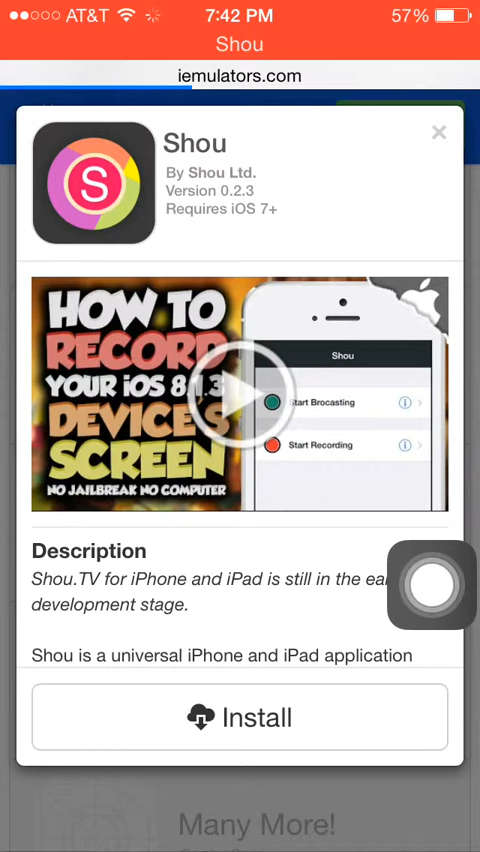 AT&T 7:42 PM 57%
Shou
iemulators.com
S
Shou
By Shou Ltd.
Version 0.2.3
Requires iOS 7+
×
HOW TO
RECORD
YOUR iOS 8.1.3
DEVICE'S
SCREEN
NO JAILBREAK NO COMPUTER
Shou
Start Brocasting
Start Recording
Description
Shou.TV for iPhone and iPad is still in the
development stage.
Shou is a universal iPhone and iPad application
Install
Many More!